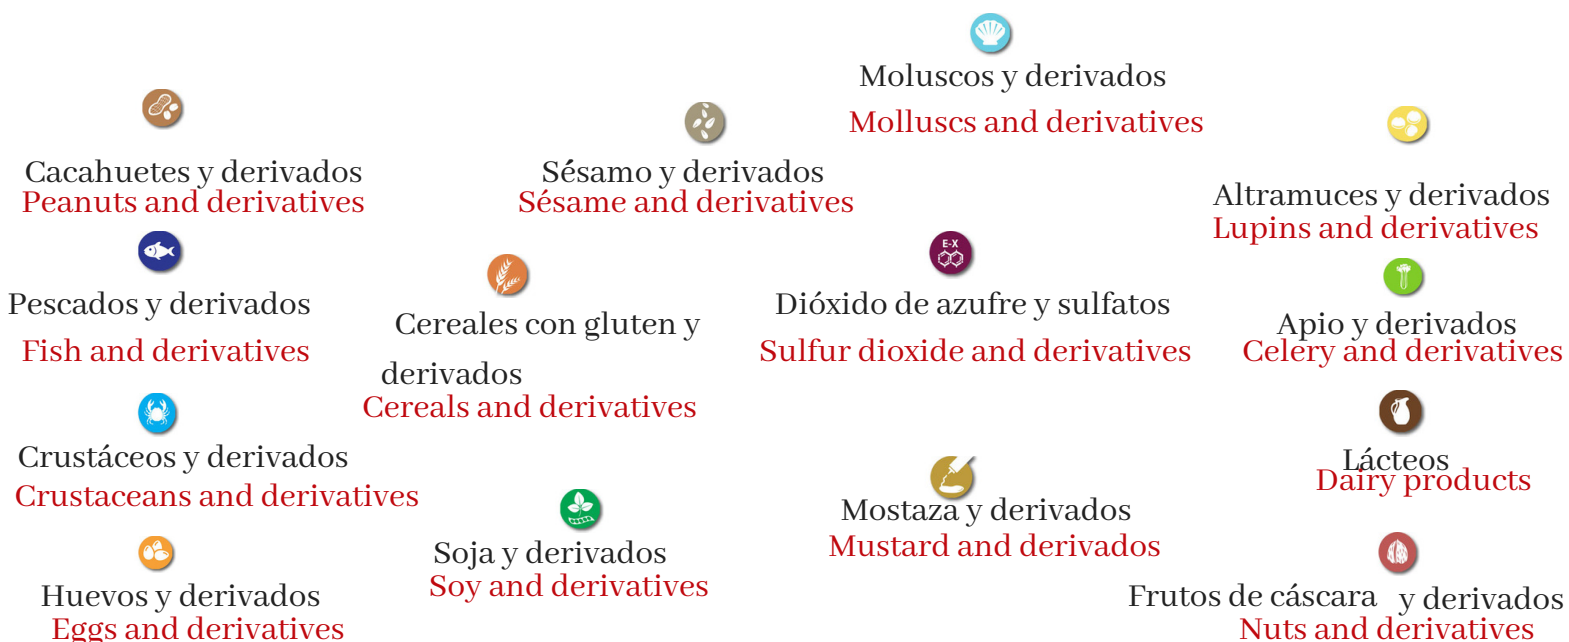 Moluscos y derivados
Molluscs and derivatives
Cacahuetes y derivados
Peanuts and derivatives
Sésamo y derivados
Sésame and derivatives
Altramuces y derivados
Lupins and derivatives
E-X
Pescados y derivados
Fish and derivatives
Cereales con gluten y
derivados
Cereals and derivatives
Dióxido de azufre y sulfatos
Sulfur dioxide and derivatives
Apio y derivados
Celery and derivatives
Crustáceos y derivados
Crustaceans and derivatives
Lácteos
Dairy products
Mostaza y derivados
Mustard and derivados
Soja y derivados
Soy and derivatives
Huevos y derivados
Eggs and derivatives
Frutos de cáscara y derivados
Nuts and derivatives